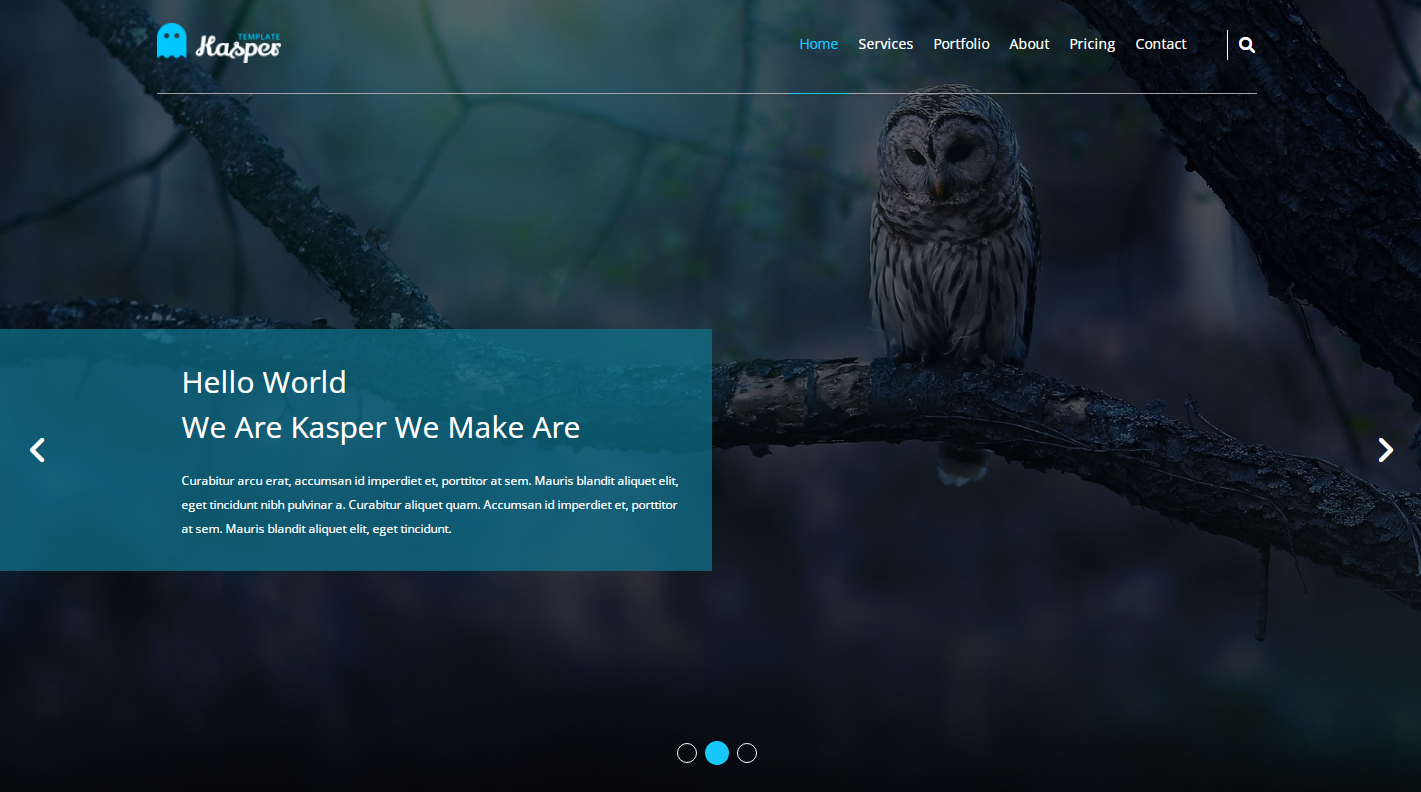 TEMPLATE
Kasper
Home Services Portfolio About Pricing Contact
Hello World
We Are Kasper We Make Are
Curabitur arcu erat, accumsan id imperdiet et, porttitor at sem. Mauris blandit aliquet elit,
eget tincidunt nibh pulvinar a. Curabitur aliquet quam. Accumsan id imperdiet et, porttitor
at sem. Mauris blandit aliquet elit, eget tincidunt.